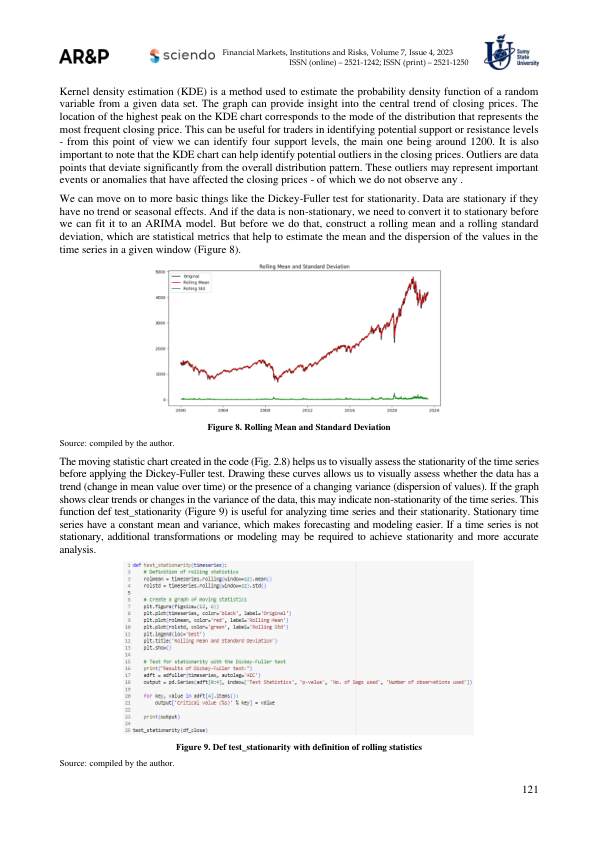 AR&P sciendo Financial Markets, Institutions and Risks, Volume 7, Issue 4, 2023
ISSN (online) – 2521-1242; ISSN (print) – 2521-1250
Sumy
State
University
Kernel density estimation (KDE) is a method used to estimate the probability density function of a random
variable from a given data set. The graph can provide insight into the central trend of closing prices. The
location of the highest peak on the KDE chart corresponds to the mode of the distribution that represents the
most frequent closing price. This can be useful for traders in identifying potential support or resistance levels
- from this point of view we can identify four support levels, the main one being around 1200. It is also
important to note that the KDE chart can help identify potential outliers in the closing prices. Outliers are data
points that deviate significantly from the overall distribution pattern. These outliers may represent important
events or anomalies that have affected the closing prices - of which we do not observe any .
We can move on to more basic things like the Dickey-Fuller test for stationarity. Data are stationary if they
have no trend or seasonal effects. And if the data is non-stationary, we need to convert it to stationary before
we can fit it to an ARIMA model. But before we do that, construct a rolling mean and a rolling standard
deviation, which are statistical metrics that help to estimate the mean and the dispersion of the values in the
time series in a given window (Figure 8).
Rolling Mean and Standard Deviation
Original
Rolling Mean
Rolling Std
5000
4000
3000
2000
1000
0
2000 2004 2008 2012 2016 2020 2024
Figure 8. Rolling Mean and Standard Deviation
Source: compiled by the author.
The moving statistic chart created in the code (Fig. 2.8) helps us to visually assess the stationarity of the time series
before applying the Dickey-Fuller test. Drawing these curves allows us to visually assess whether the data has a
trend (change in mean value over time) or the presence of a changing variance (dispersion of values). If the graph
shows clear trends or changes in the variance of the data, this may indicate non-stationarity of the time series. This
function def test_stationarity (Figure 9) is useful for analyzing time series and their stationarity. Stationary time
series have a constant mean and variance, which makes forecasting and modeling easier. If a time series is not
stationary, additional transformations or modeling may be required to achieve stationarity and more accurate
analysis.
1 def test_stationarity(timeseries):
2 # Definition of rolling statistics
3 rolmean = timeseries.rolling(window=12).mean()
4 rolstd = timeseries.rolling(window=12).std()
5
6 # Create a graph of moving statistics
7 plt.figure(figsize=(12, 6))
8 plt.plot(timeseries, color='black', label='Original')
9 plt.plot(rolmean, color='red', label='Rolling Mean')
10 plt.plot(rolstd, color='green', label='Rolling Std')
11 plt.legend(loc='best')
12 plt.title('Rolling Mean and Standard Deviation')
13 plt.show()
14
15 # Test for stationarity with the Dickey-Fuller test
16 print("Results of Dickey-Fuller test:")
17 adft = adfuller(timeseries, autolag='AIC')
18 output = pd.Series(adft[0:4], index=['Test Statistics', 'p-value', 'No. of lags used', 'Number of observations used'])
19
20 for key, value in adft[4].items():
21 output['critical value (%s)' % key] = value
22
23 print(output)
24
25 test_stationarity(df_close)
Figure 9. Def test_stationarity with definition of rolling statistics
Source: compiled by the author.
121